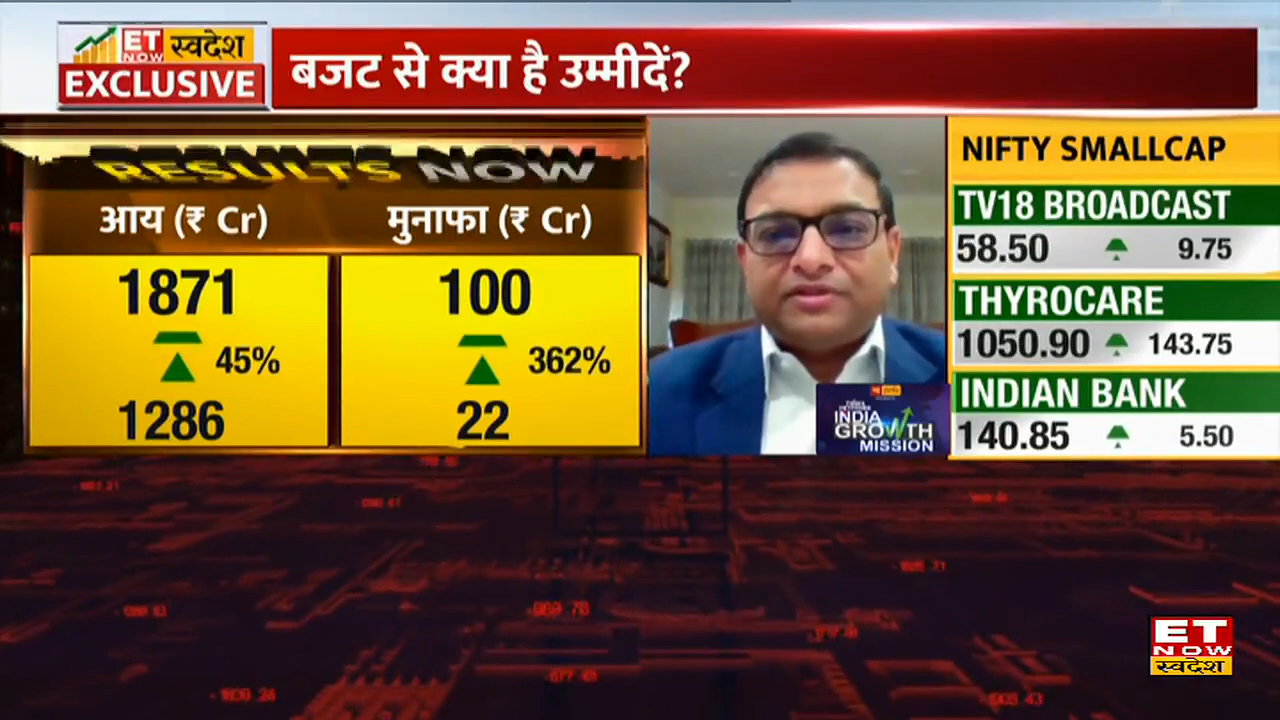 ET NOW स्वदेश
EXCLUSIVE
बजट से क्या है उम्मीदें?
RESULTS NOW
आय (₹ Cr)
मुनाफा (₹ Cr)
1871
100
45%
362%
1286
22
INDIA
GROWTH
MISSION
NIFTY SMALLCAP
TV18 BROADCAST
58.50 9.75
THYROCARE
1050.90 143.75
INDIAN BANK
140.85 5.50
ET
NOW
स्वदेश